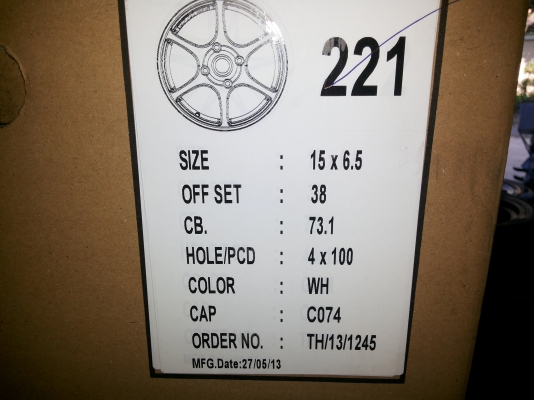 221
SIZE : 15 x 6.5
OFF SET : 38
CB. : 73.1
HOLE/PCD : 4 x 100
COLOR : WH
CAP : C074
ORDER NO. : TH/13/1245
MFG.Date:27/05/13